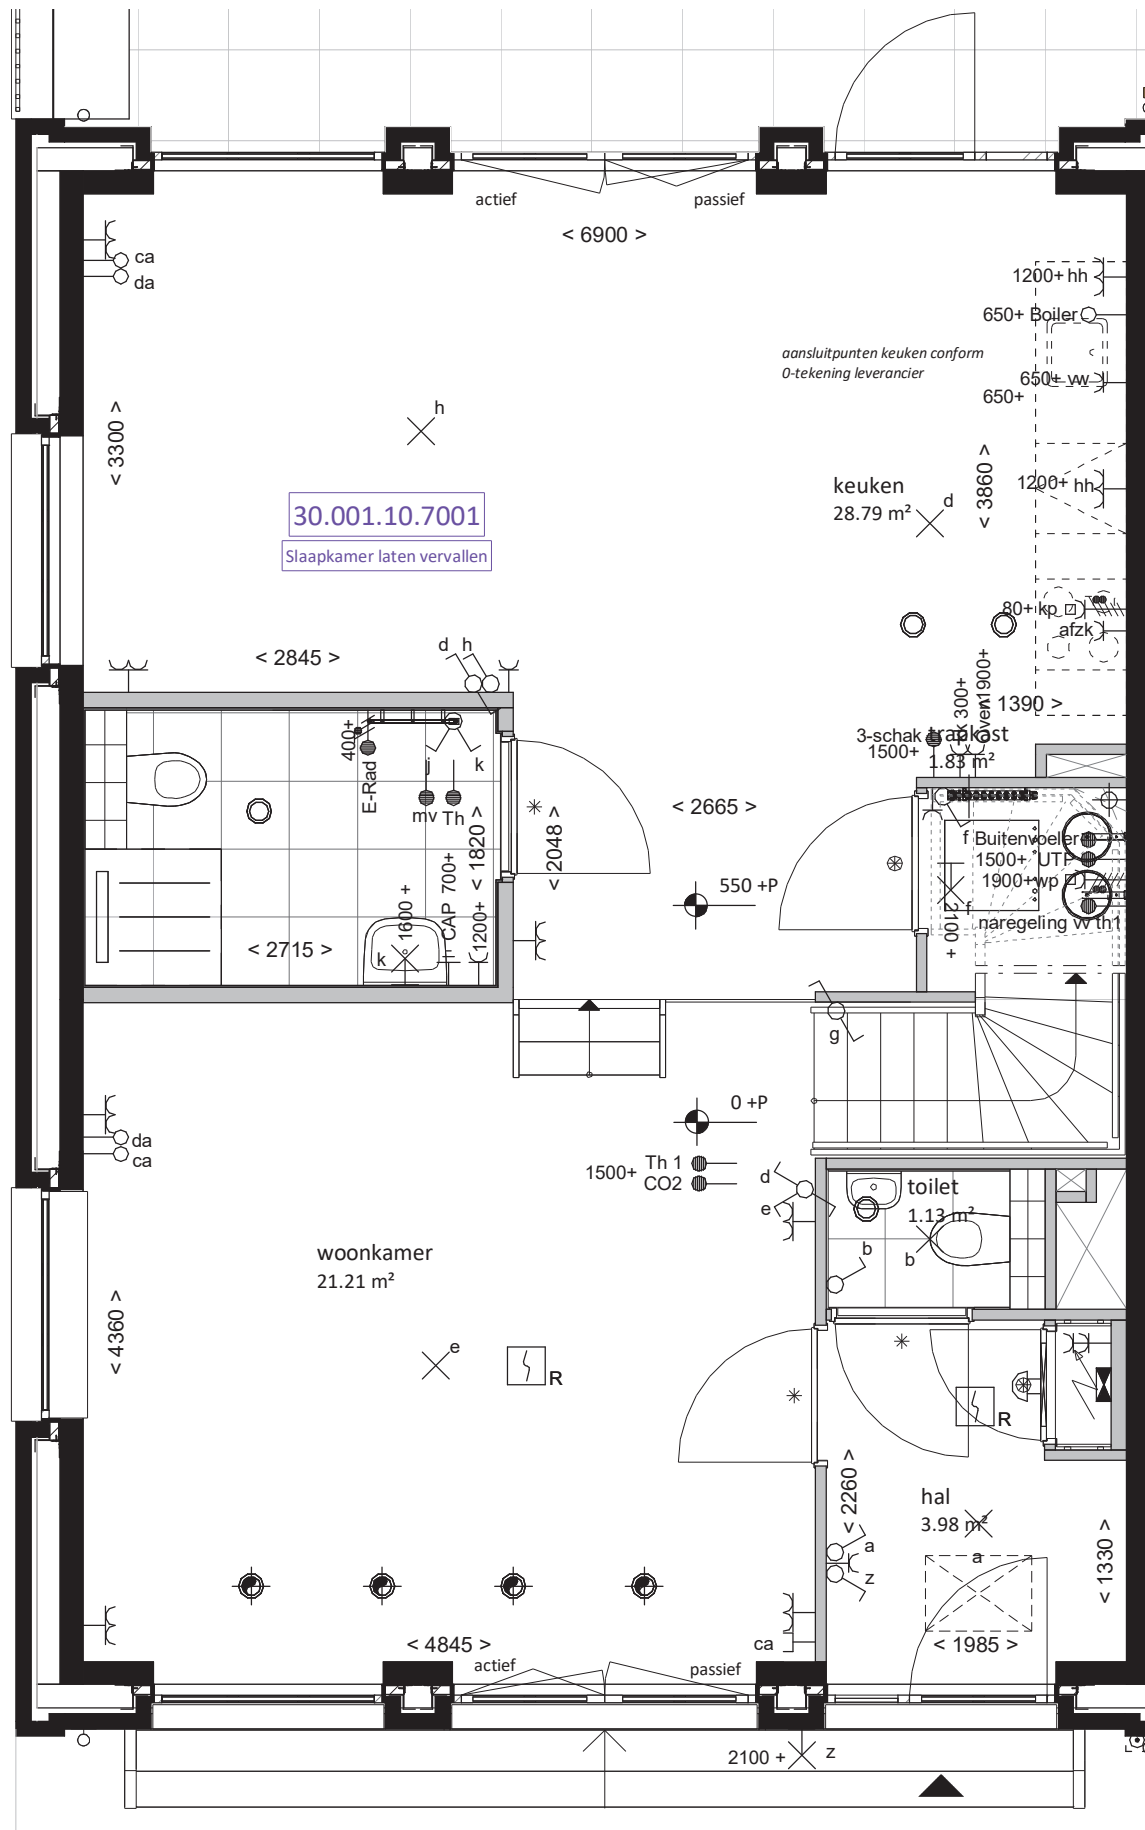 actief
passief
< 6900 >
ca
da
1200+ hh
650+ Boiler
aansluitpunten keuken conform
0-tekening leverancier
650+ vw
650+
< 3300 >
h
keuken
28.79 m²
d
< 3860 >
1200+ hh
30.001.10.7001
Slaapkamer laten vervallen
80+ kp
afzk
< 2845 >
d
h
300+
Oven1900+
< 1390 >
3-schak
1500+
trapkast
1.83 m²
400+
E-Rad
j
k
mv
Th
< 1820 >
< 2048 >
< 2665 >
f
Buitenvoeler
1500+ UTP
1900+wp
f
naregeling vv th1
2100 +
550 +P
CAP 700+
1200+
1600 +
k
< 2715 >
g
0 +P
da
ca
Th 1
1500+
CO2
d
e
toilet
1.13 m²
b
b
woonkamer
21.21 m²
< 4360 >
e
R
R
< 2260 >
hal
3.98 m²
a
a
z
< 1330 >
< 4845 >
ca
< 1985 >
actief
passief
2100 +
z